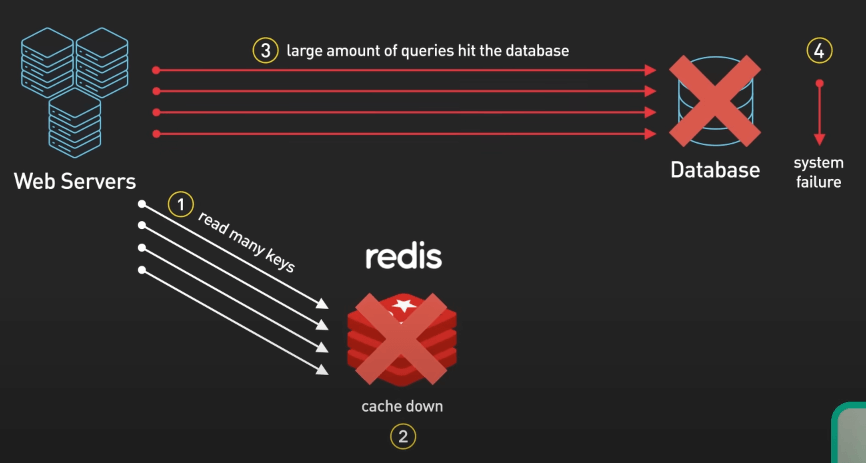 3 large amount of queries hit the database
4
Web Servers
Database
system
failure
1 read many keys
redis
cache down
2